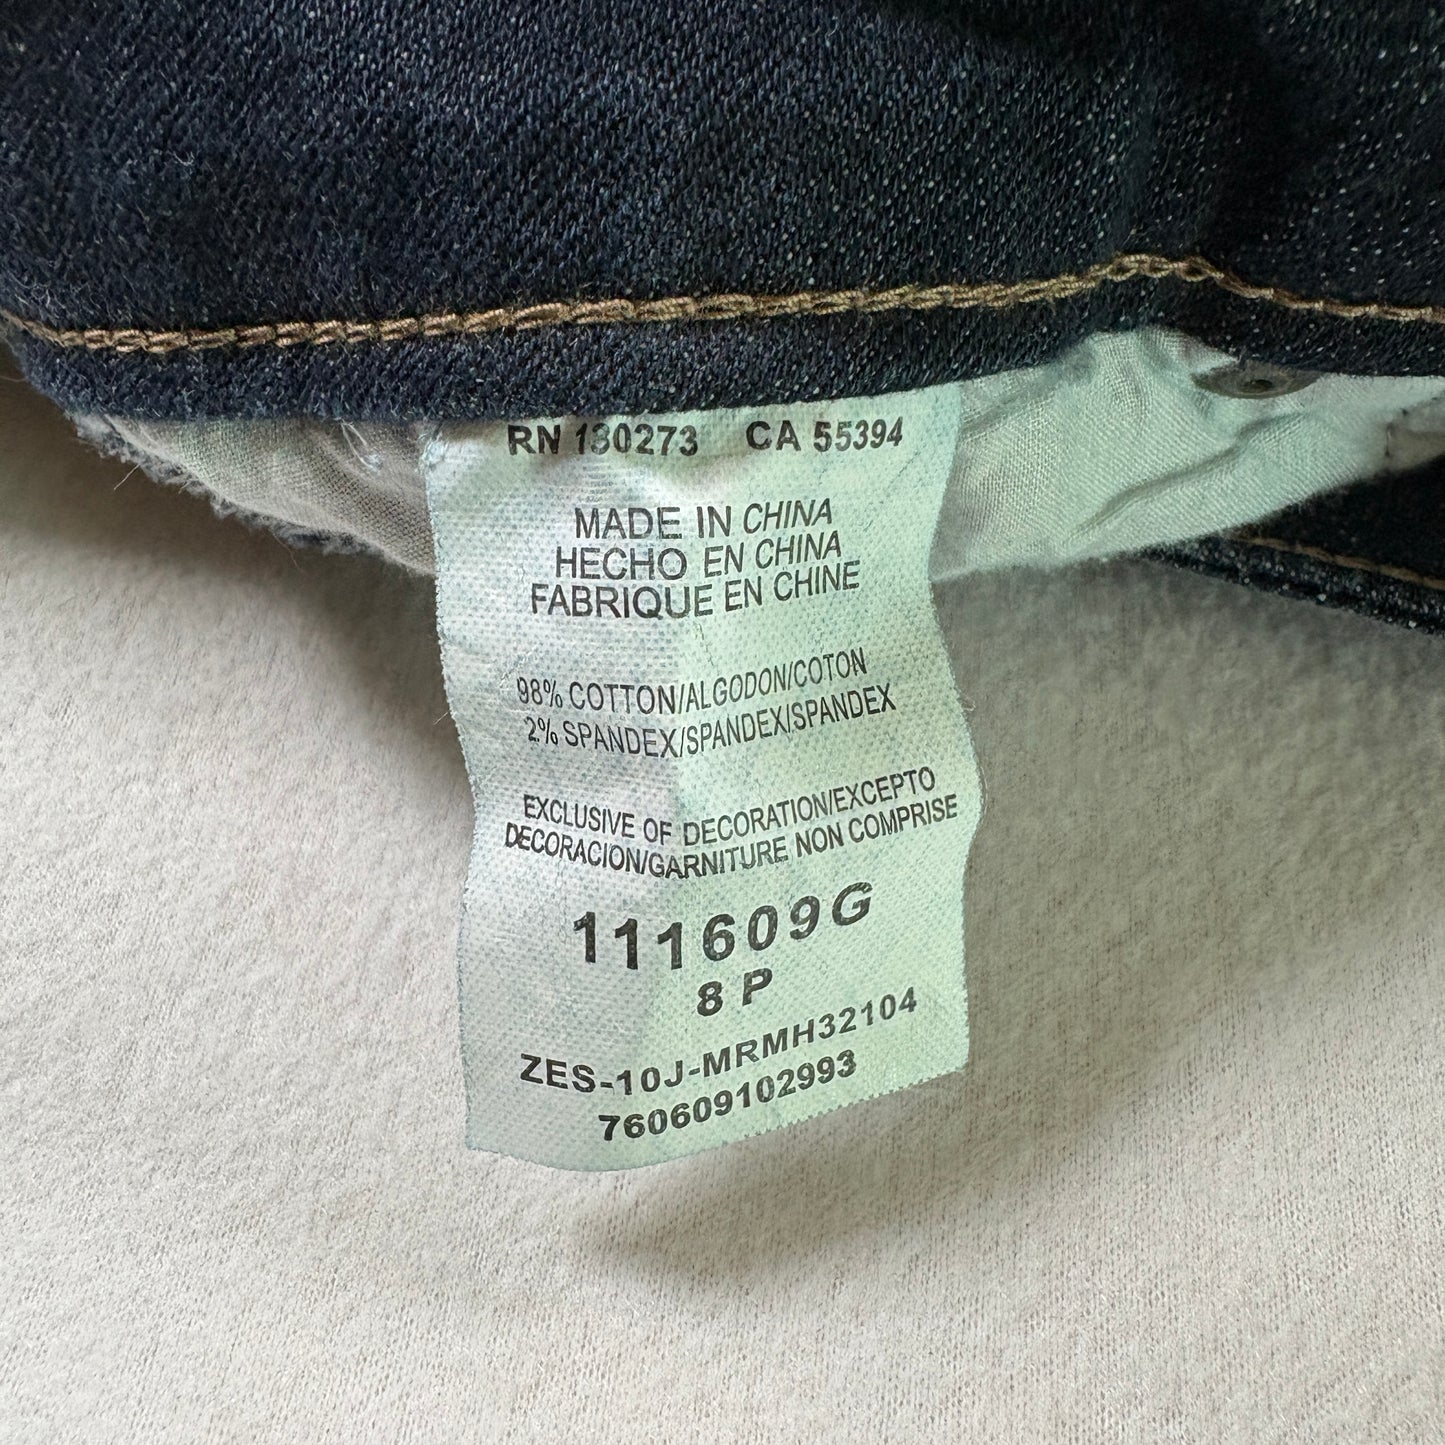 RN 130273 CA 55394
MADE IN CHINA
HECHO EN CHINA
FABRIQUE EN CHINE
98% COTTON/ALGODON/COTON
2% SPANDEX/SPANDEX/SPANDEX
EXCLUSIVE OF DECORATION/EXCEPTO
DECORACION/GARNITURE NON COMPRISE
111609G
8 P
ZES-10J-MRMH32104
760609102993